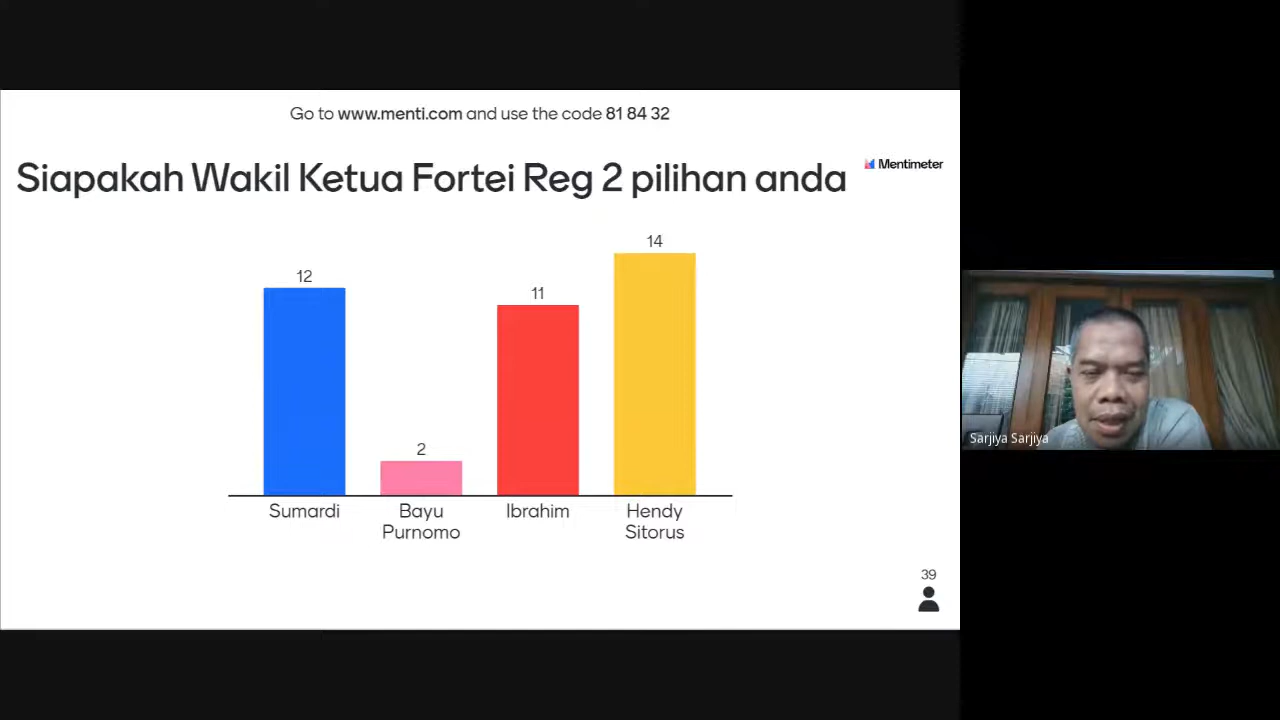 Go to www.menti.com and use the code 81 84 32
Siapakah Wakil Ketua Fortei Reg 2 pilihan anda
Mentimeter
12
2
11
14
Sumardi
Bayu
Purnomo
Ibrahim
Hendy
Sitorus
39
Sarjiya Sarjiya